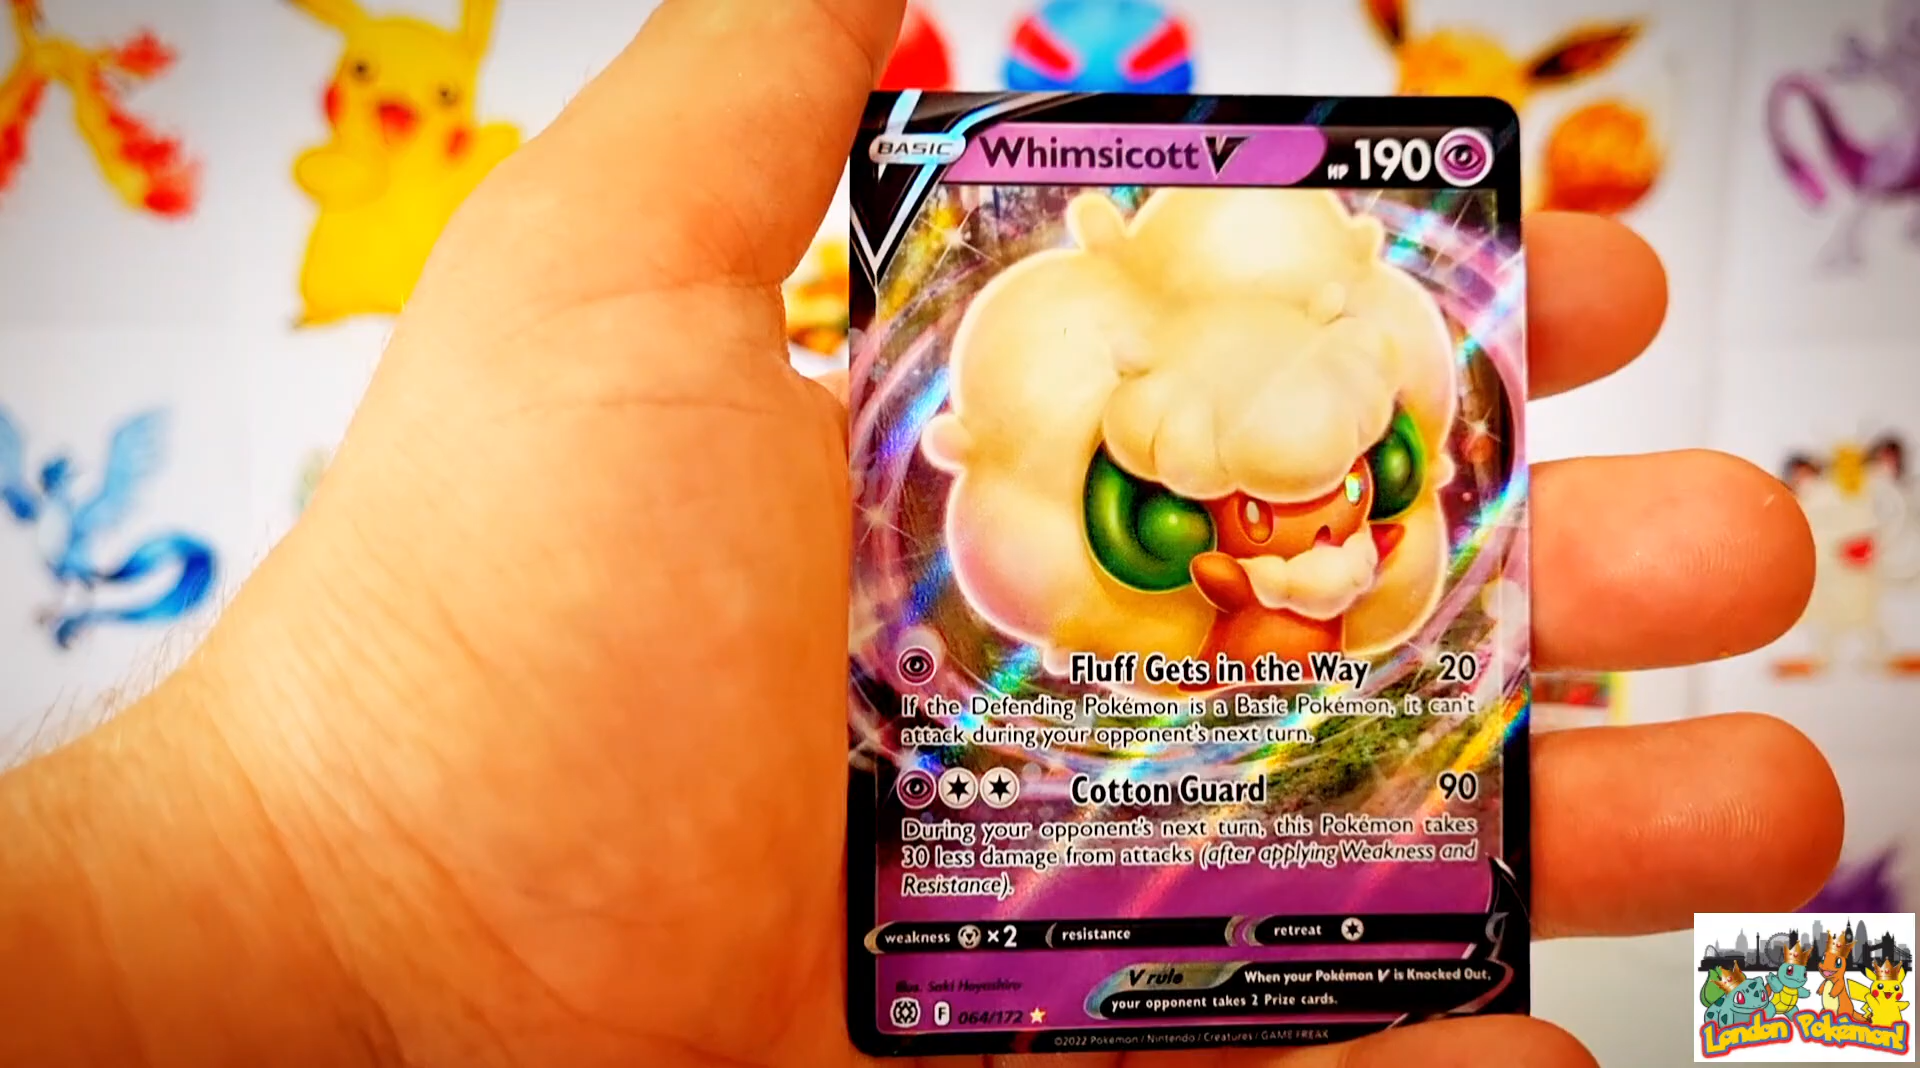 BASIC Whimsicott V HP 190
Fluff Gets in the Way 20
If the Defending Pokémon is a Basic Pokémon, it can't
attack during your opponent's next turn.
Cotton Guard 90
During your opponent's next turn, this Pokémon takes
30 less damage from attacks (after applying Weakness and
Resistance).
weakness ×2 resistance retreat
V rule When your Pokémon V is Knocked Out,
your opponent takes 2 Prize cards.
Illus. Saki Hayashiro
F 064/172
©2022 Pokémon / Nintendo / Creatures / GAME FREAK
London Pokémon!